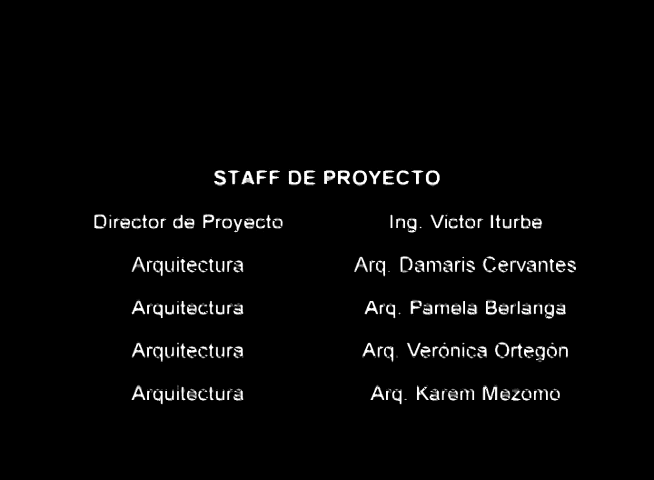 STAFF DE PROYECTO
Director de Proyecto Ing. Victor Iturbe
Arquitectura Arq. Damaris Cervantes
Arquitectura Arq. Pamela Berlanga
Arquitectura Arq. Verónica Ortegón
Arquitectura Arq. Karem Mezomo